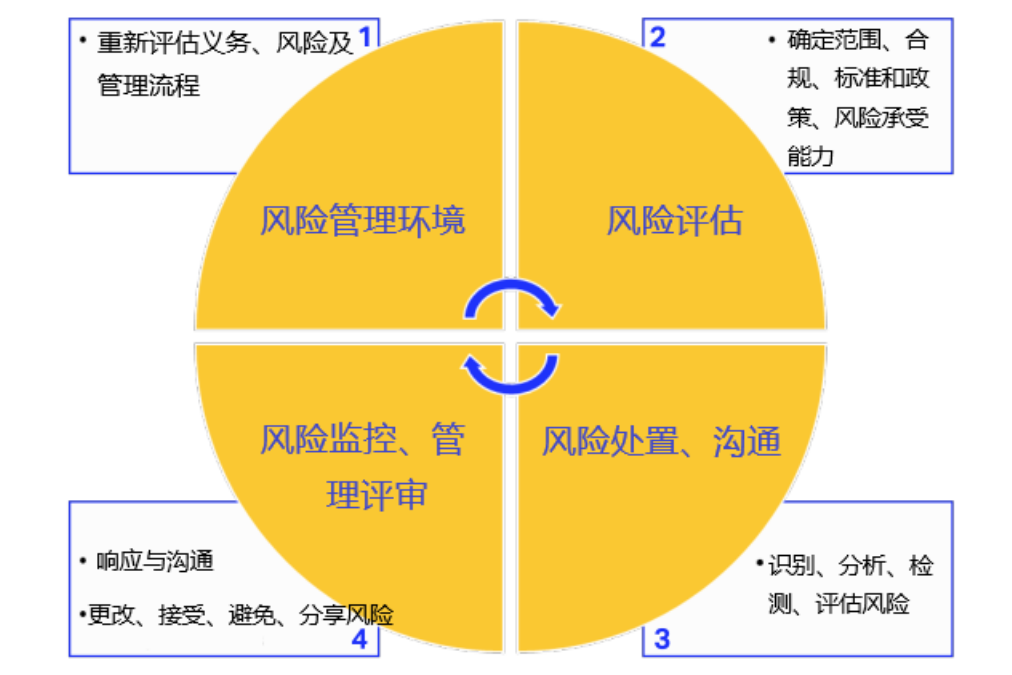 • 重新评估义务、风险及
管理流程
1
2
• 确定范围、合
规、标准和政
策、风险承受
能力
风险管理环境
风险评估
风险监控、管
理评审
风险处置、沟通
• 响应与沟通
•更改、接受、避免、分享风险
4
•识别、分析、检
测、评估风险
3